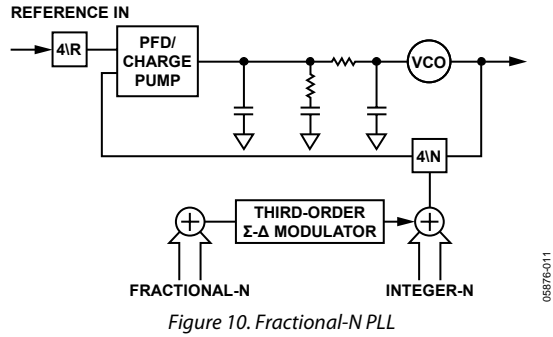 REFERENCE IN
4\R
PFD/
CHARGE
PUMP
VCO
4\N
THIRD-ORDER
Σ-Δ MODULATOR
FRACTIONAL-N
INTEGER-N
05876-011
Figure 10. Fractional-N PLL